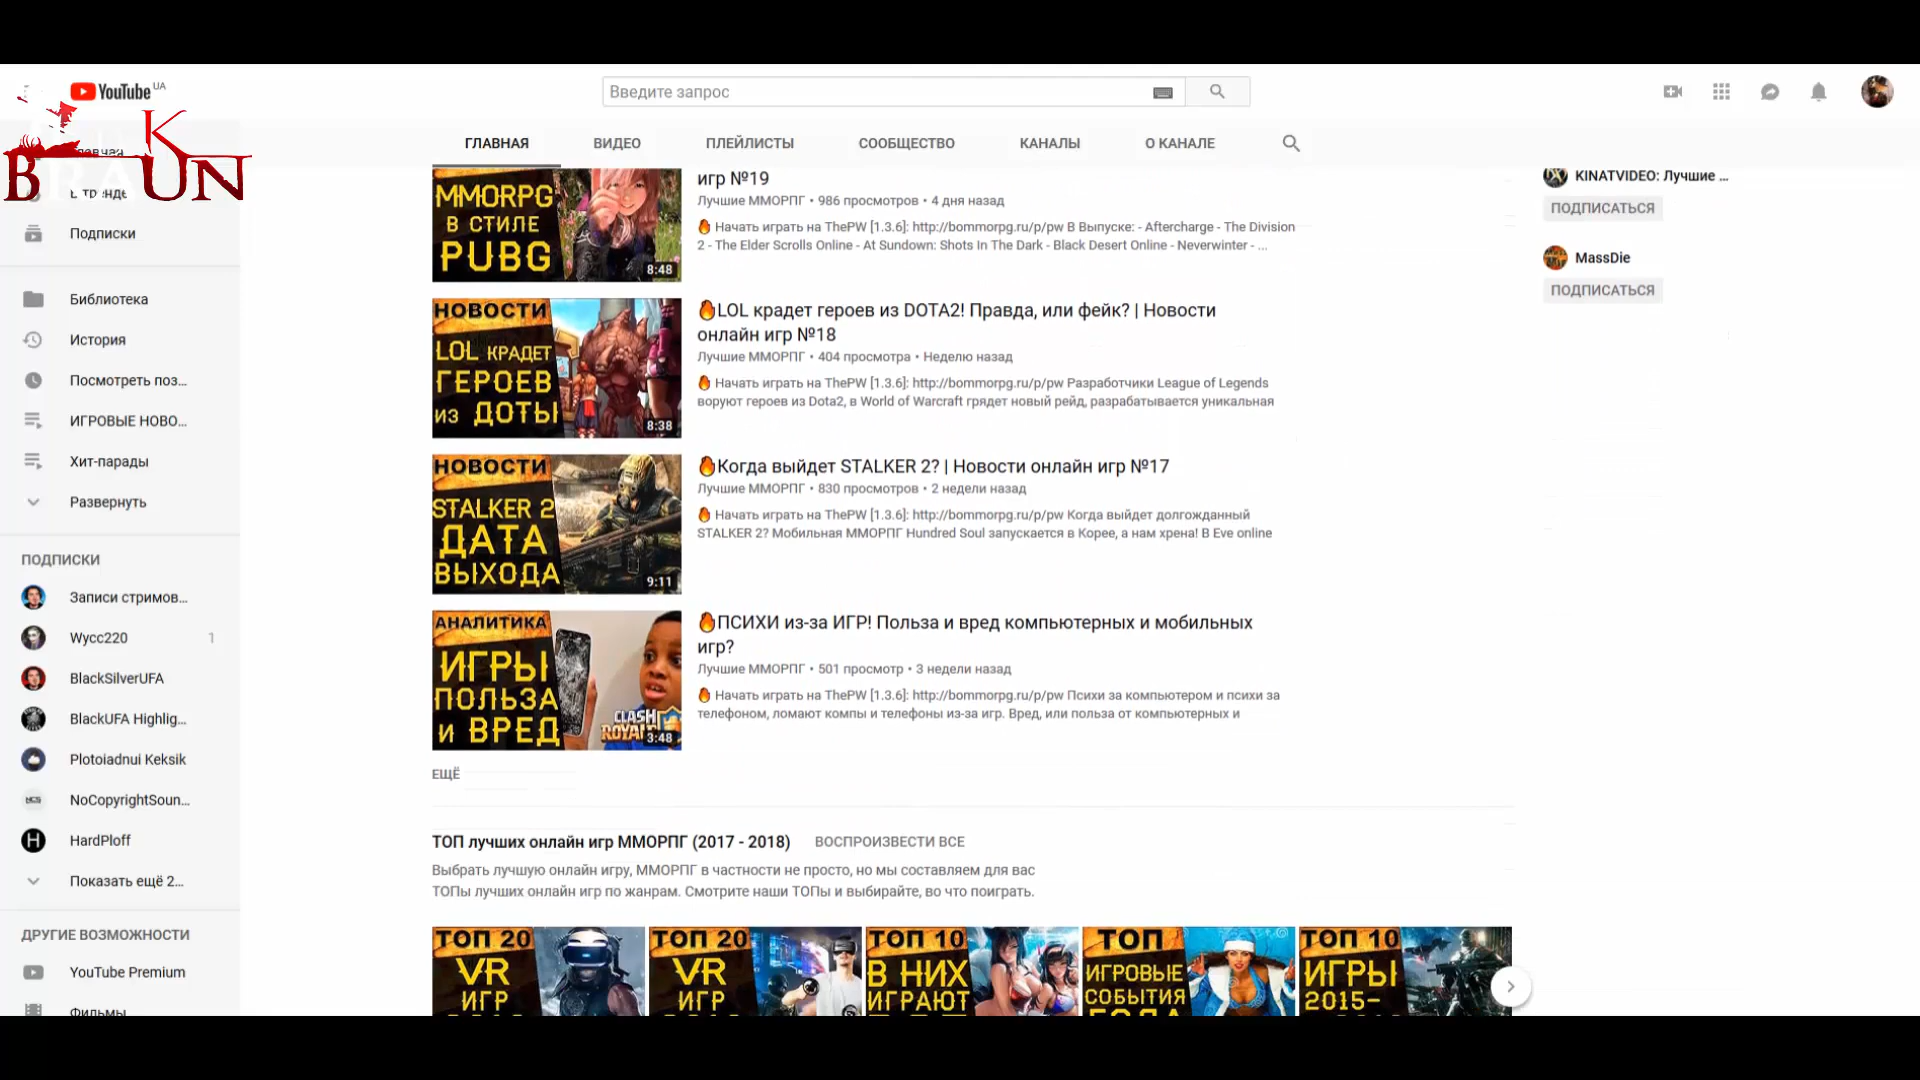 YouTube UA
Введите запрос
K
BRAUN
ГЛАВНАЯ
ВИДЕО
ПЛЕЙЛИСТЫ
СООБЩЕСТВО
КАНАЛЫ
О КАНАЛЕ
Подписки
Библиотека
История
Посмотреть поз...
ИГРОВЫЕ НОВО...
Хит-парады
Развернуть
ПОДПИСКИ
Записи стримов...
Wycc220 1
BlackSilverUFA
BlackUFA Highlig...
Plotoiadnui Keksik
NoCopyrightSoun...
HardPloff
Показать ещё 2...
ДРУГИЕ ВОЗМОЖНОСТИ
YouTube Premium
Фильмы
MMORPG
В СТИЛЕ
PUBG
8:48
игр №19
Лучшие ММОРПГ • 986 просмотров • 4 дня назад
Начать играть на ThePW [1.3.6]: http://bommorpg.ru/p/pw В Выпуске: - Aftercharge - The Division
2 - The Elder Scrolls Online - At Sundown: Shots In The Dark - Black Desert Online - Neverwinter - ...
НОВОСТИ
LOL КРАДЕТ
ГЕРОЕВ
ИЗ ДОТЫ
8:38
LOL крадет героев из DOTA2! Правда, или фейк? | Новости
онлайн игр №18
Лучшие ММОРПГ • 404 просмотра • Неделю назад
Начать играть на ThePW [1.3.6]: http://bommorpg.ru/p/pw Разработчики League of Legends
воруют героев из Dota2, в World of Warcraft грядет новый рейд, разрабатывается уникальная
НОВОСТИ
STALKER 2
ДАТА
ВЫХОДА
9:11
Когда выйдет STALKER 2? | Новости онлайн игр №17
Лучшие ММОРПГ • 830 просмотров • 2 недели назад
Начать играть на ThePW [1.3.6]: http://bommorpg.ru/p/pw Когда выйдет долгожданный
STALKER 2? Мобильная ММОРПГ Hundred Soul запускается в Корее, а нам хрена! В Eve online
АНАЛИТИКА
ИГРЫ
ПОЛЬЗА
И ВРЕД
CLASH
ROYALE
3:48
ПСИХИ из-за ИГР! Польза и вред компьютерных и мобильных
игр?
Лучшие ММОРПГ • 501 просмотр • 3 недели назад
Начать играть на ThePW [1.3.6]: http://bommorpg.ru/p/pw Психи за компьютером и психи за
телефоном, ломают компы и телефоны из-за игр. Вред, или польза от компьютерных и
ЕЩЁ
ТОП лучших онлайн игр ММОРПГ (2017 - 2018) ВОСПРОИЗВЕСТИ ВСЕ
Выбрать лучшую онлайн игру, ММОРПГ в частности не просто, но мы составляем для вас
ТОПы лучших онлайн игр по жанрам. Смотрите наши ТОПы и выбирайте, во что поиграть.
ТОП 20
VR
ИГР
ТОП 20
VR
ИГР
ТОП 10
В НИХ
ИГРАЮТ
ТОП
ИГРОВЫЕ
СОБЫТИЯ
ГОДА
ТОП 10
ИГРЫ
2015-
KINATVIDEO: Лучшие ...
ПОДПИСАТЬСЯ
MassDie
ПОДПИСАТЬСЯ